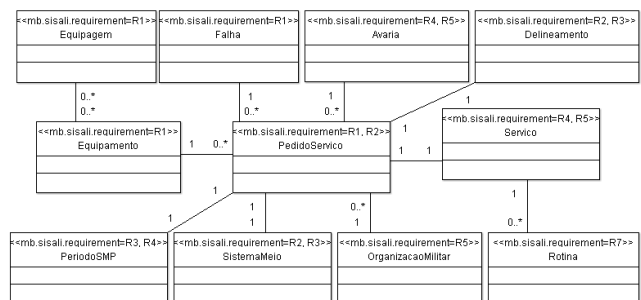 <<mb.sisali.requirement=R1>> <<mb.sisali.requirement=R1>> <<mb.sisali.requirement=R4, R5>> <<mb.sisali.requirement=R2, R3>>
Equipagem Falha Avaria Delineamento
0..* 1 1 1
0..* 0..* 0..* 1
<<mb.sisali.requirement=R4, R5>>
Servico
<<mb.sisali.requirement=R1>> <<mb.sisali.requirement=R1, R2>>
Equipamento PedidoServico
1 0..* 1 1
1 1 0..* 1
1 1 1 0..*
<<mb.sisali.requirement=R3, R4>> <<mb.sisali.requirement=R2, R3>> <<mb.sisali.requirement=R5>> <<mb.sisali.requirement=R7>>
PeriodoSMP SistemaMeio OrganizacaoMilitar Rotina